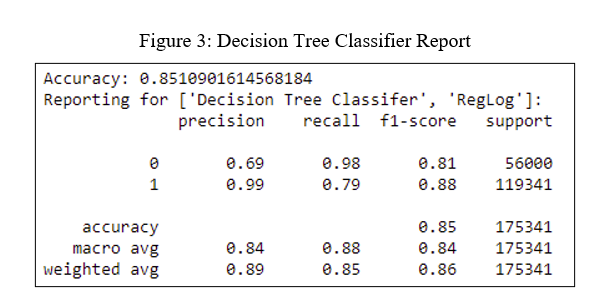 Figure 3: Decision Tree Classifier Report
Accuracy: 0.8510901614568184
Reporting for ['Decision Tree Classifer', 'RegLog']:
precision recall f1-score support
0 0.69 0.98 0.81 56000
1 0.99 0.79 0.88 119341
accuracy 0.85 175341
macro avg 0.84 0.88 0.84 175341
weighted avg 0.89 0.85 0.86 175341